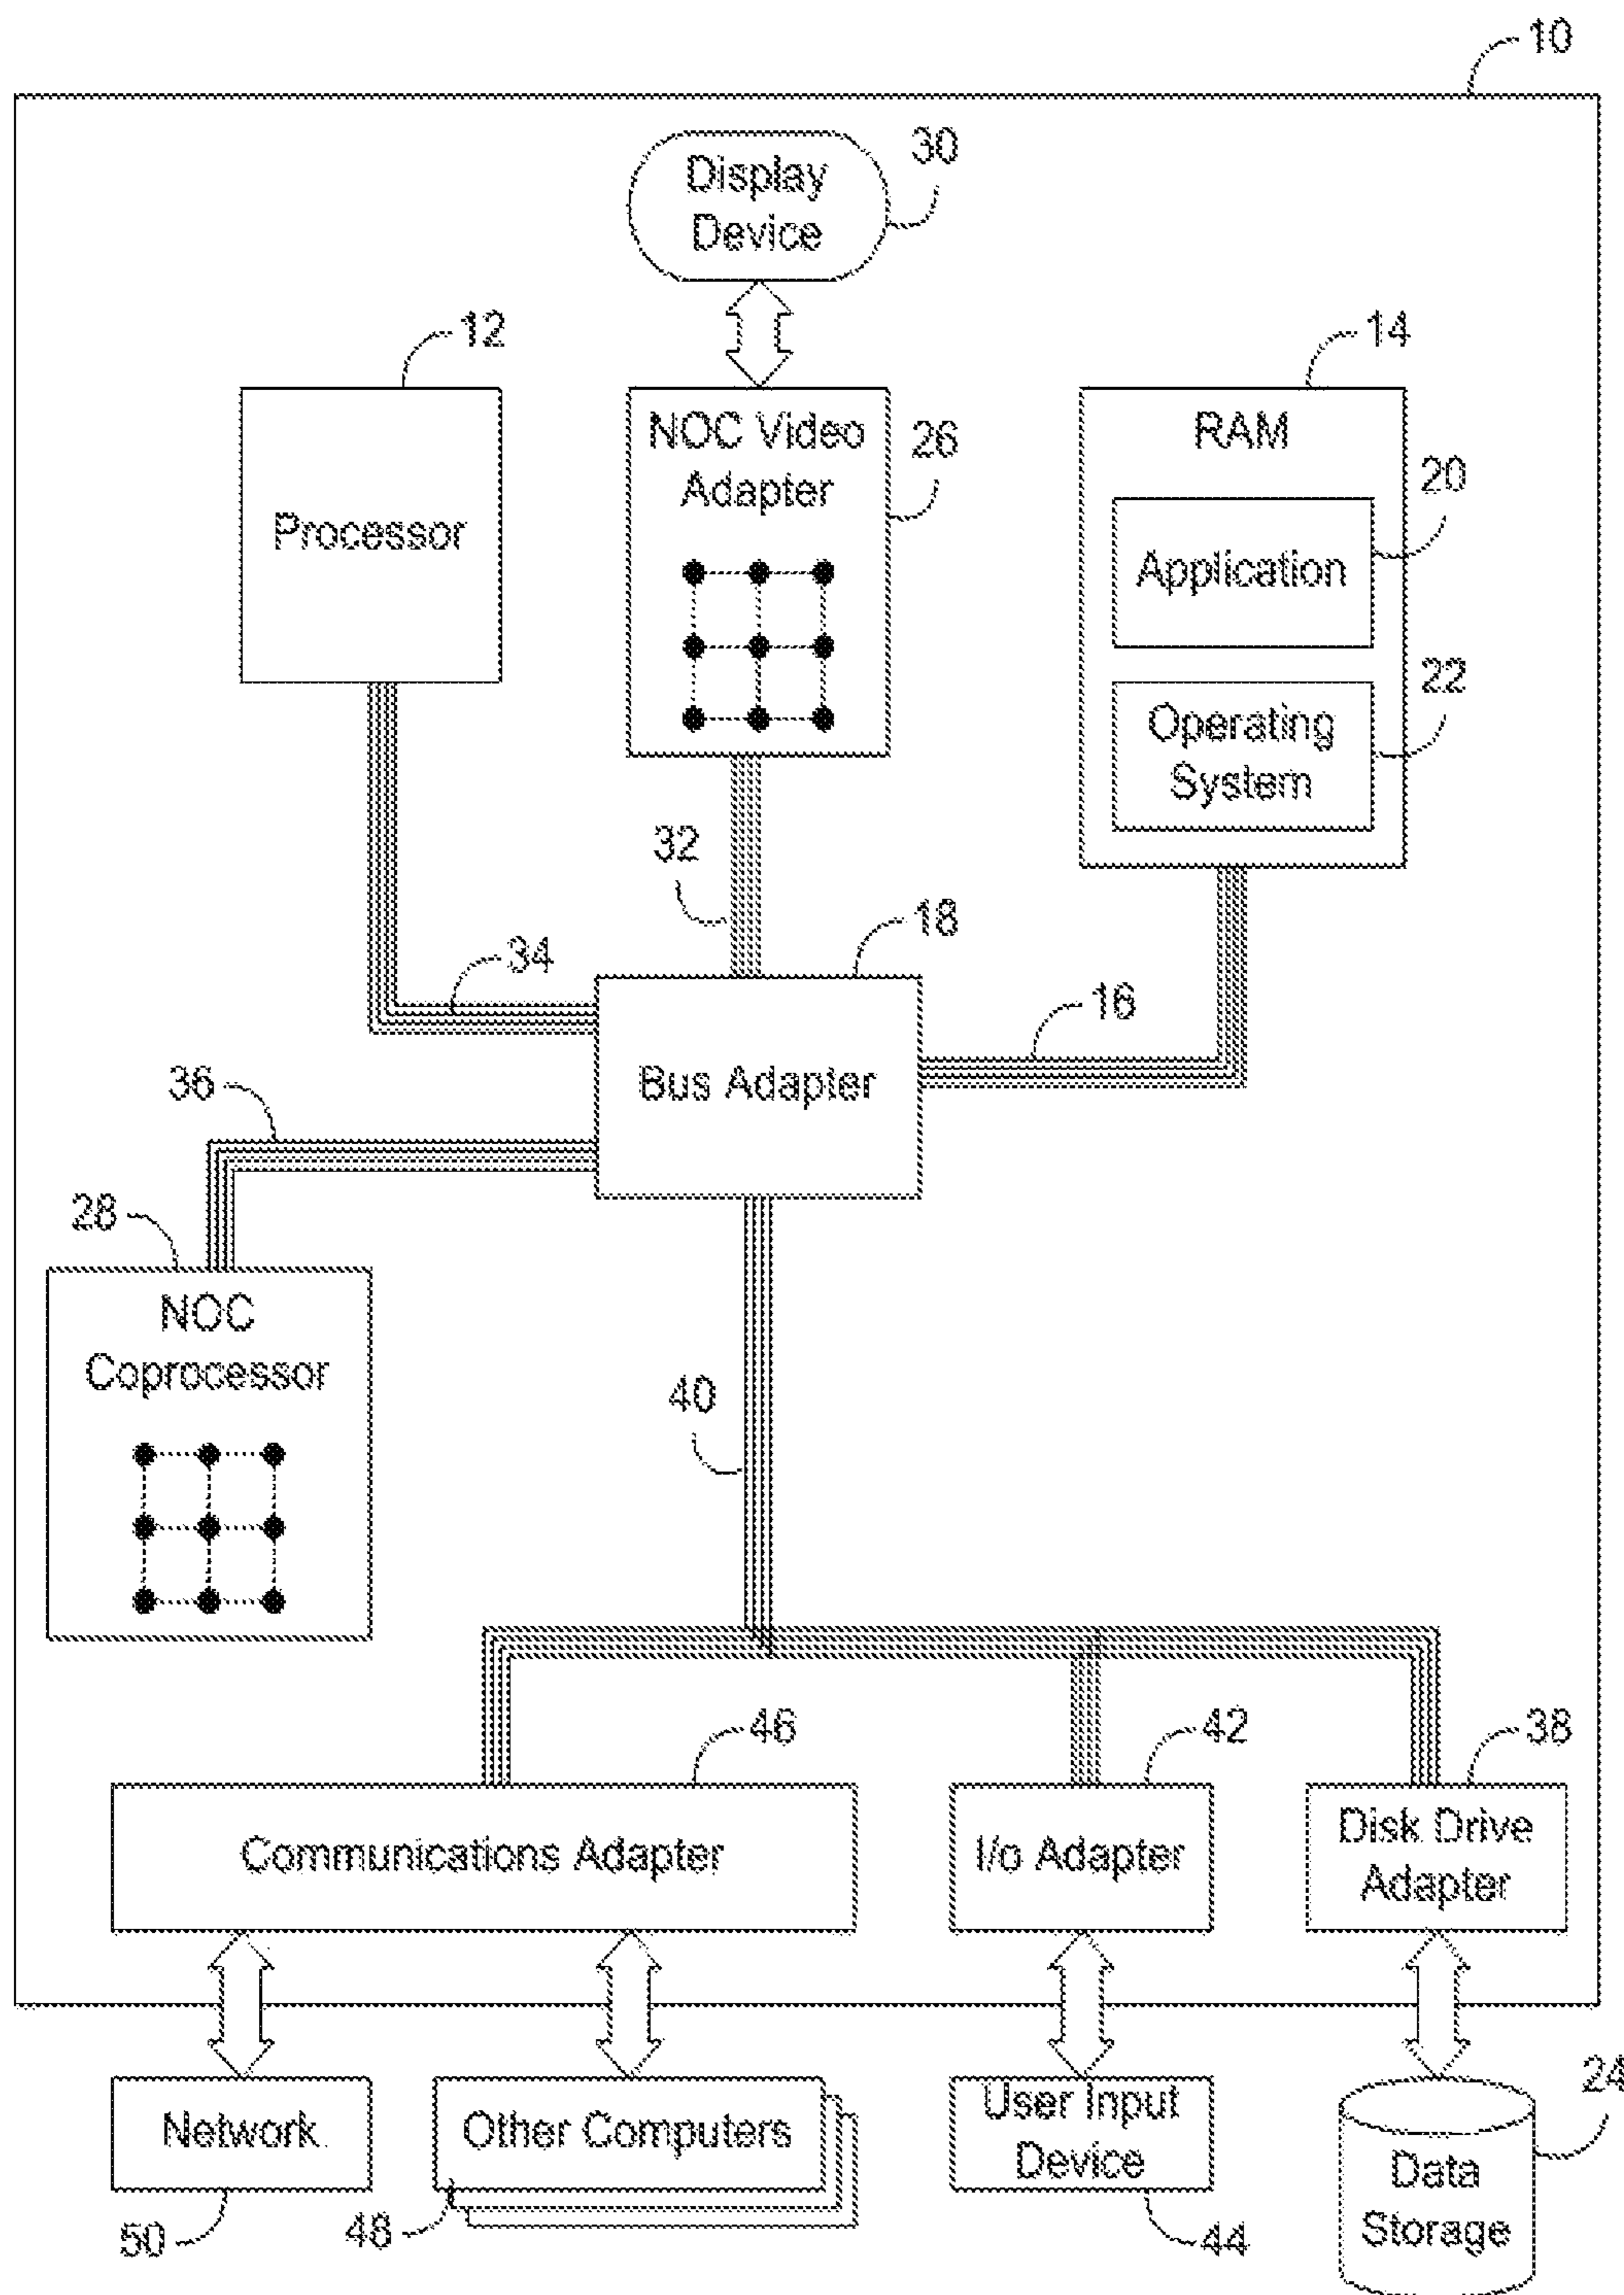 10
Display
Device
30
12
14
NOC Video
Adapter
26
RAM
20
Processor
Application
22
Operating
System
32
18
34
16
Bus Adapter
36
28
NOC
Coprocessor
40
46
42
38
Communications Adapter
I/o Adapter
Disk Drive
Adapter
24
Network
Other Computers
User Input
Device
Data
Storage
50
48
44